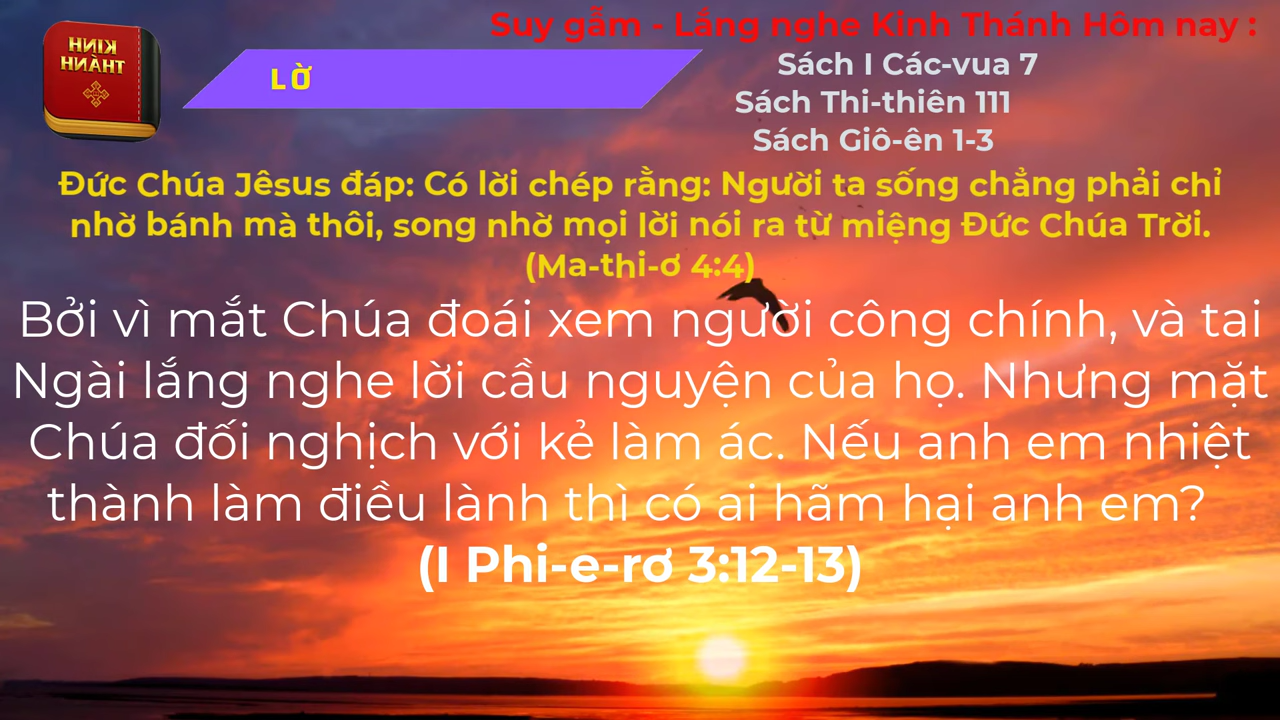 Suy gẫm - Lắng nghe Kinh Thánh Hôm nay :
KINH
THÁNH
LỜ
Sách I Các-vua 7
Sách Thi-thiên 111
Sách Giô-ên 1-3
Đức Chúa Jêsus đáp: Có lời chép rằng: Người ta sống chẳng phải chỉ
nhờ bánh mà thôi, song nhờ mọi lời nói ra từ miệng Đức Chúa Trời.
(Ma-thi-ơ 4:4)
Bởi vì mắt Chúa đoái xem người công chính, và tai
Ngài lắng nghe lời cầu nguyện của họ. Nhưng mặt
Chúa đối nghịch với kẻ làm ác. Nếu anh em nhiệt
thành làm điều lành thì có ai hãm hại anh em?
(I Phi-e-rơ 3:12-13)